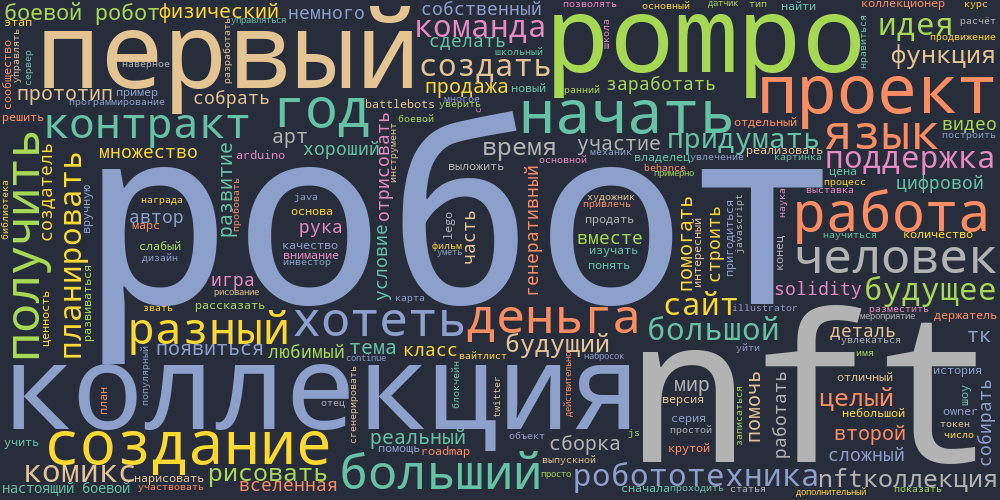 боевой робот
физический
немного
собственный
позволять
основный
датчик
тип
найти
коллекционер
курс
этап
первый
управляться
команда
pompo
идея
расчёт
сообщество
управлять
сервер
наверное
разработать
сделать
школьный
школа
нравиться
продвижение
функция
создать
прототип
пример
программирование
собрать
продажа
новый
ранний
заработать
проект
решить
контракт
год
battlebots
многое
уверить
боевой
начать
отдельный
язык
видео
построить
множество
арт
хороший
отрисовать
инструмент
время
участие
механик
придумать
реализовать
владелец
увлечение
картинка
поддержка
получить
создатель
планировать
вручную
библиотека
arduino
развитие
пробовать
выложить
основной
behance
примерно
цена
процесс
цифровой
награда
автор
марс
java
основа
рука
художник
привлечь
продать
выставка
наука
работа
робот
слабый
дизайн
качество
внимание
инвестор
lego
фильм
уметь
часть
генеративный
вместе
изучать
понять
помогать
интересный
строить
пригодиться
javascript
конец
научиться
количество
человек
условие
игра
рисование
рассказать
карта
solidity
будущее
ценность
развиваться
звать
разный
хотеть
деньга
сайт
illustrator
разместить
держатель
мероприятие
большой
nft
деталь
увлекаться
тк
появиться
любимый
тема
continue
класс
вайтлист
будущий
набросок
уйти
имя
история
коллекция
план
популярный
отец
сгенерировать
блокчейн
twitter
действительно
мир
версия
отличный
целый
небольшой
шоу
owner
токен
число
собирать
записаться
помочь
работать
серия
простой
второй
крутой
сложный
учить
создание
реальный
помощь
roadmap
объект
js
сборка
выпускной
комикс
нарисовать
рисовать
больший
просто
робототехника
nftколлекция
настоящий боевой
участвовать
вселенная
сначала
проходить
статья
дополнительный
показать